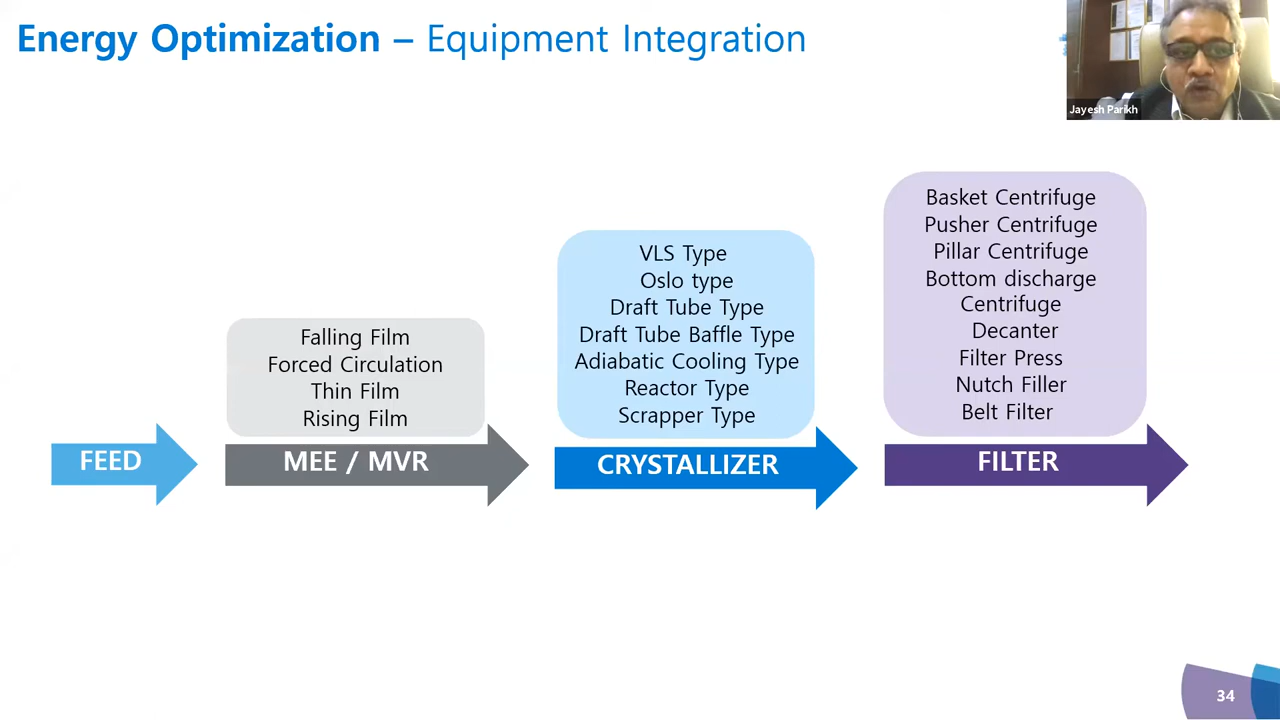 Energy Optimization – Equipment Integration
Jayesh Parikh
Basket Centrifuge
Pusher Centrifuge
Pillar Centrifuge
Bottom discharge
Centrifuge
Decanter
Filter Press
Nutch Filler
Belt Filter
VLS Type
Oslo type
Draft Tube Type
Draft Tube Baffle Type
Adiabatic Cooling Type
Reactor Type
Scrapper Type
Falling Film
Forced Circulation
Thin Film
Rising Film
FEED
MEE / MVR
CRYSTALLIZER
FILTER
34